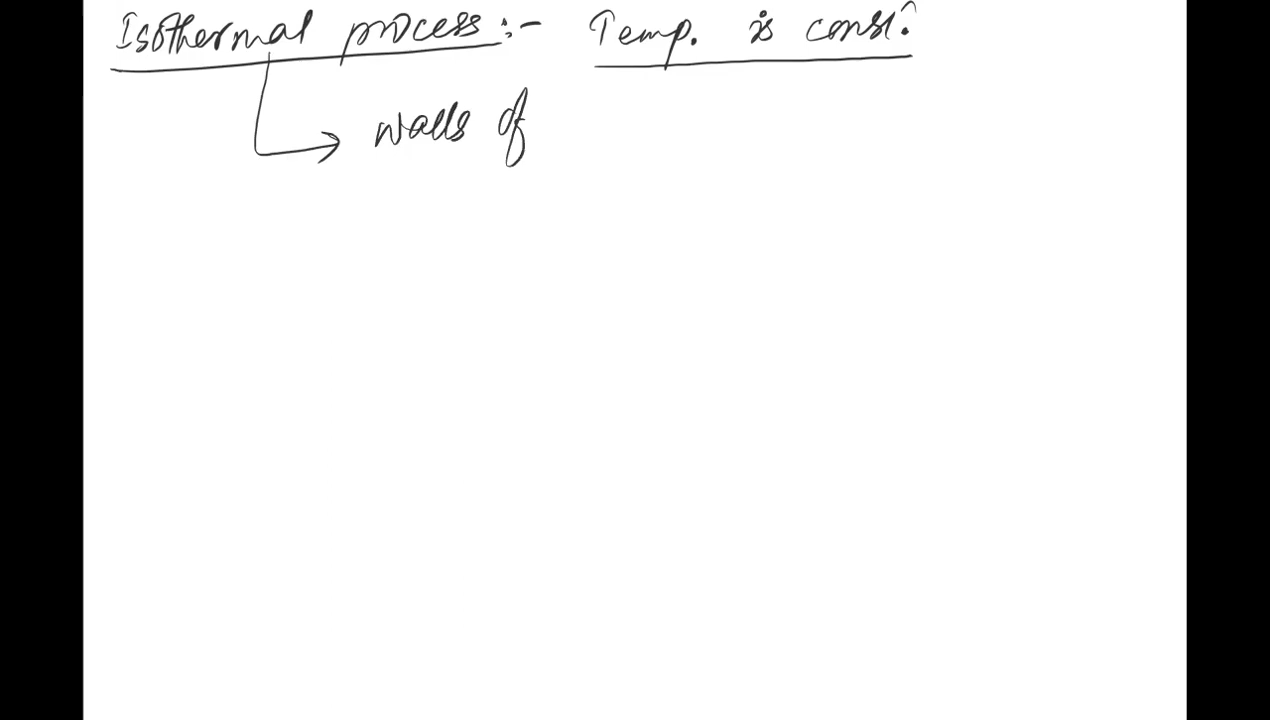 Isothermal process :- Temp. is const.
walls of